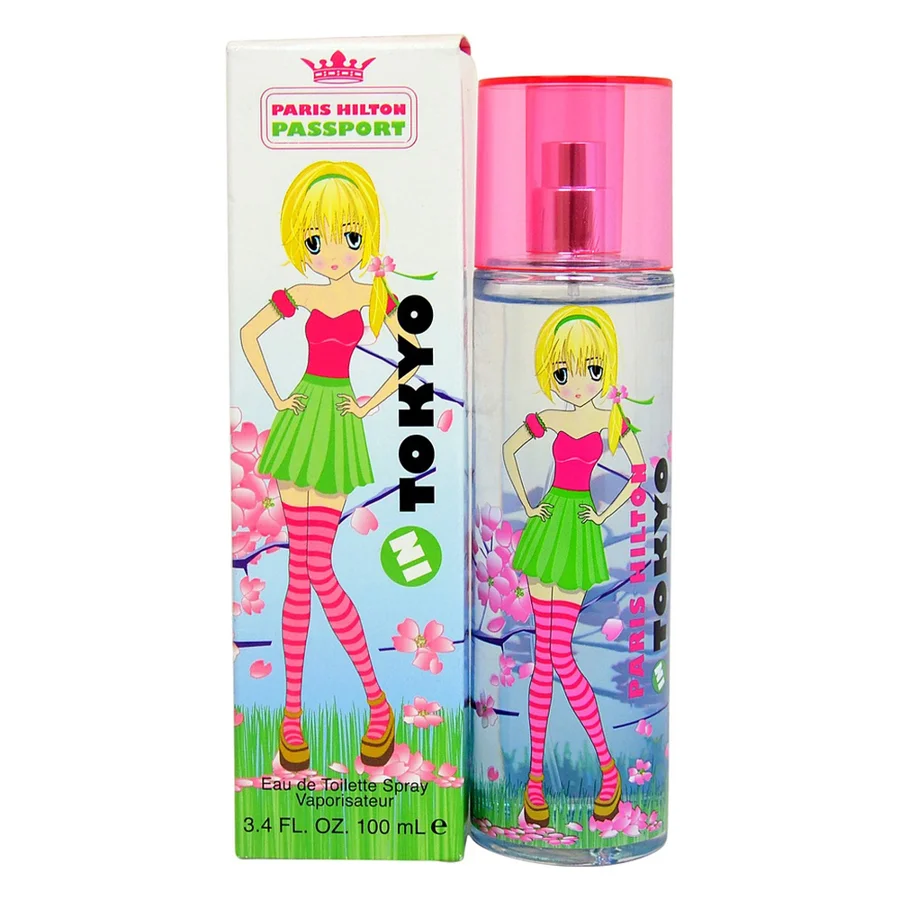 PARIS HILTON
PASSPORT
IN TOKYO
Eau de Toilette Spray
Vaporisateur
3.4 FL. OZ. 100 mL e
PARIS HILTON
IN TOKYO